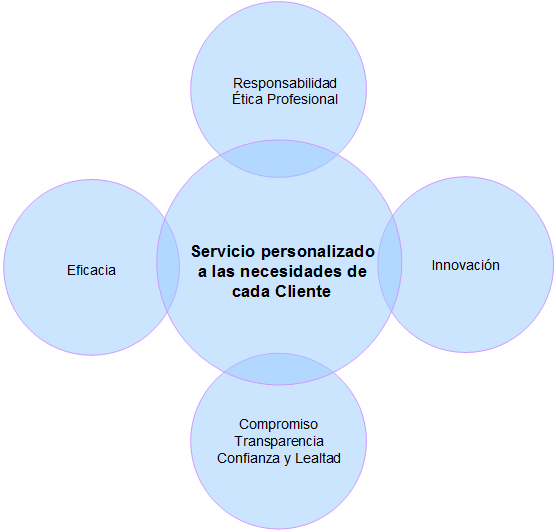 Responsabilidad
Ética Profesional
Servicio personalizado
a las necesidades de
cada Cliente
Eficacia
Innovación
Compromiso
Transparencia
Confianza y Lealtad